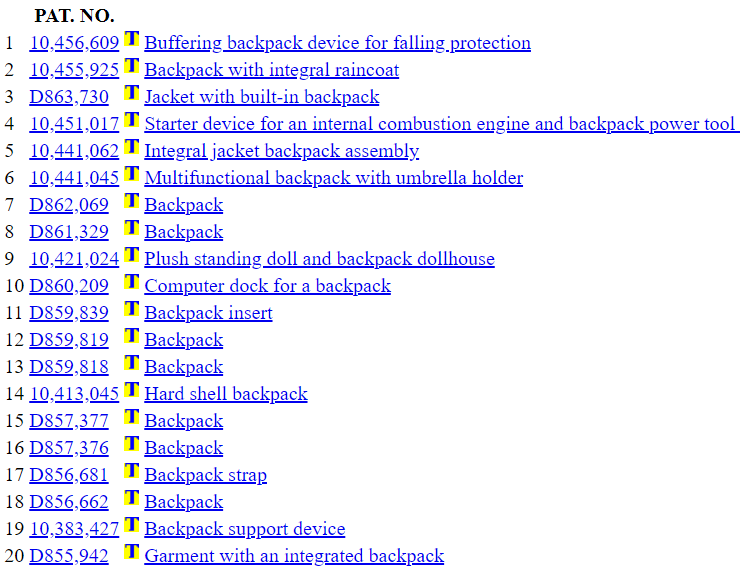 PAT. NO.
1 10,456,609 T Buffering backpack device for falling protection
2 10,455,925 T Backpack with integral raincoat
3 D863,730 T Jacket with built-in backpack
4 10,451,017 T Starter device for an internal combustion engine and backpack power tool
5 10,441,062 T Integral jacket backpack assembly
6 10,441,045 T Multifunctional backpack with umbrella holder
7 D862,069 T Backpack
8 D861,329 T Backpack
9 10,421,024 T Plush standing doll and backpack dollhouse
10 D860,209 T Computer dock for a backpack
11 D859,839 T Backpack insert
12 D859,819 T Backpack
13 D859,818 T Backpack
14 10,413,045 T Hard shell backpack
15 D857,377 T Backpack
16 D857,376 T Backpack
17 D856,681 T Backpack strap
18 D856,662 T Backpack
19 10,383,427 T Backpack support device
20 D855,942 T Garment with an integrated backpack